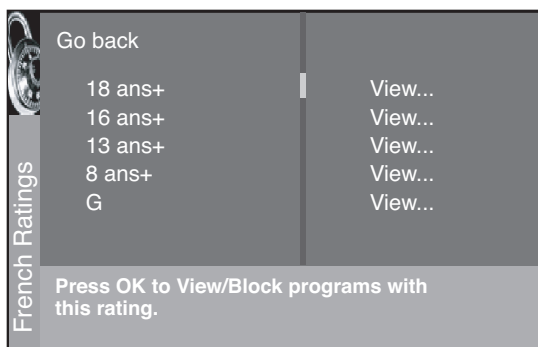 Go back
18 ans+ View...
16 ans+ View...
13 ans+ View...
8 ans+ View...
G View...
French Ratings
Press OK to View/Block programs with
this rating.